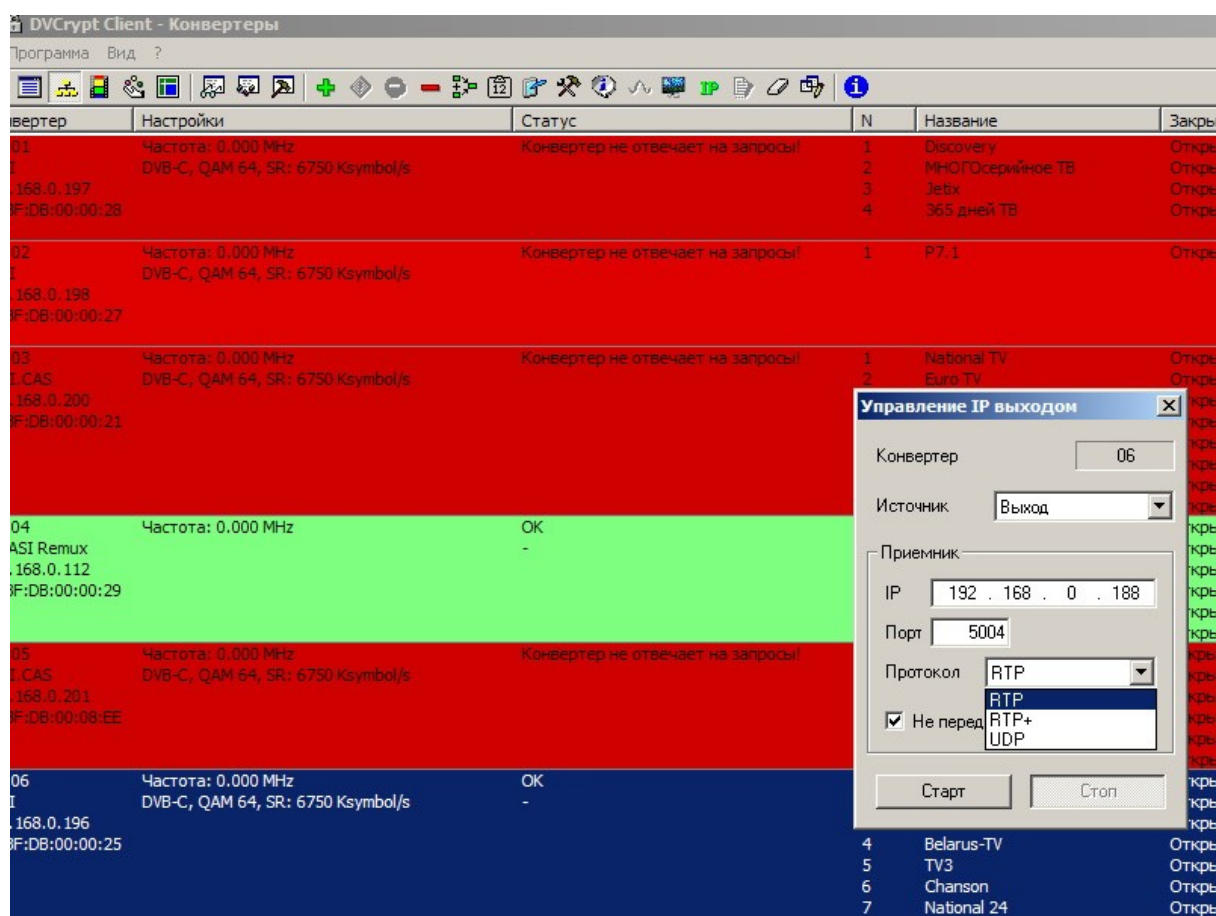 DVCrypt Client - Конвертеры
Программа Вид ?
IP
Настройки Статус N Название
01 Частота: 0.000 MHz Конвертер не отвечает на запросы! 1 Discovery
DVB-C, QAM 64, SR: 6750 Ksymbol/s 2 МНОГОсерийное ТВ
.168.0.197 3 Jetix
:DB:00:00:28 4 365 дней ТВ
02 Частота: 0.000 MHz Конвертер не отвечает на запросы! 1 P7.1
DVB-C, QAM 64, SR: 6750 Ksymbol/s
.168.0.198
:DB:00:00:27
03 Частота: 0.000 MHz Конвертер не отвечает на запросы! 1 National TV
.CAS DVB-C, QAM 64, SR: 6750 Ksymbol/s 2 Euro TV
.168.0.200
:DB:00:00:21
04 Частота: 0.000 MHz OK
ASI Remux -
.168.0.112
:DB:00:00:29
05 Частота: 0.000 MHz Конвертер не отвечает на запросы!
.CAS DVB-C, QAM 64, SR: 6750 Ksymbol/s
.168.0.201
:DB:00:08:EE
06 Частота: 0.000 MHz OK
DVB-C, QAM 64, SR: 6750 Ksymbol/s -
.168.0.196
:DB:00:00:25 4 Belarus-TV
5 TV3
6 Chanson
7 National 24
Управление IP выходом
Конвертер 06
Источник Выход
Приемник
IP 192 . 168 . 0 . 188
Порт 5004
Протокол RTP
RTP
RTP+
UDP
Не перед
Старт Стоп